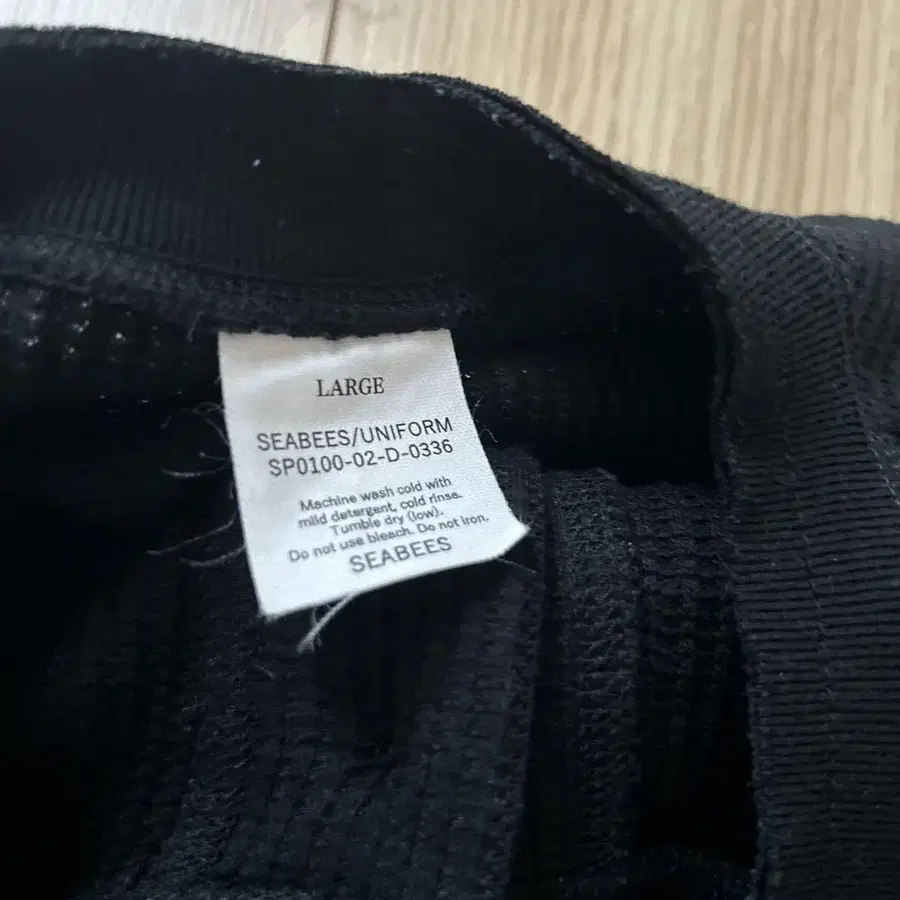 LARGE
SEABEES/UNIFORM
SP0100-02-D-0336
Machine wash cold with
mild detergent, cold rinse.
Tumble dry (low).
Do not use bleach. Do not iron.
SEABEES